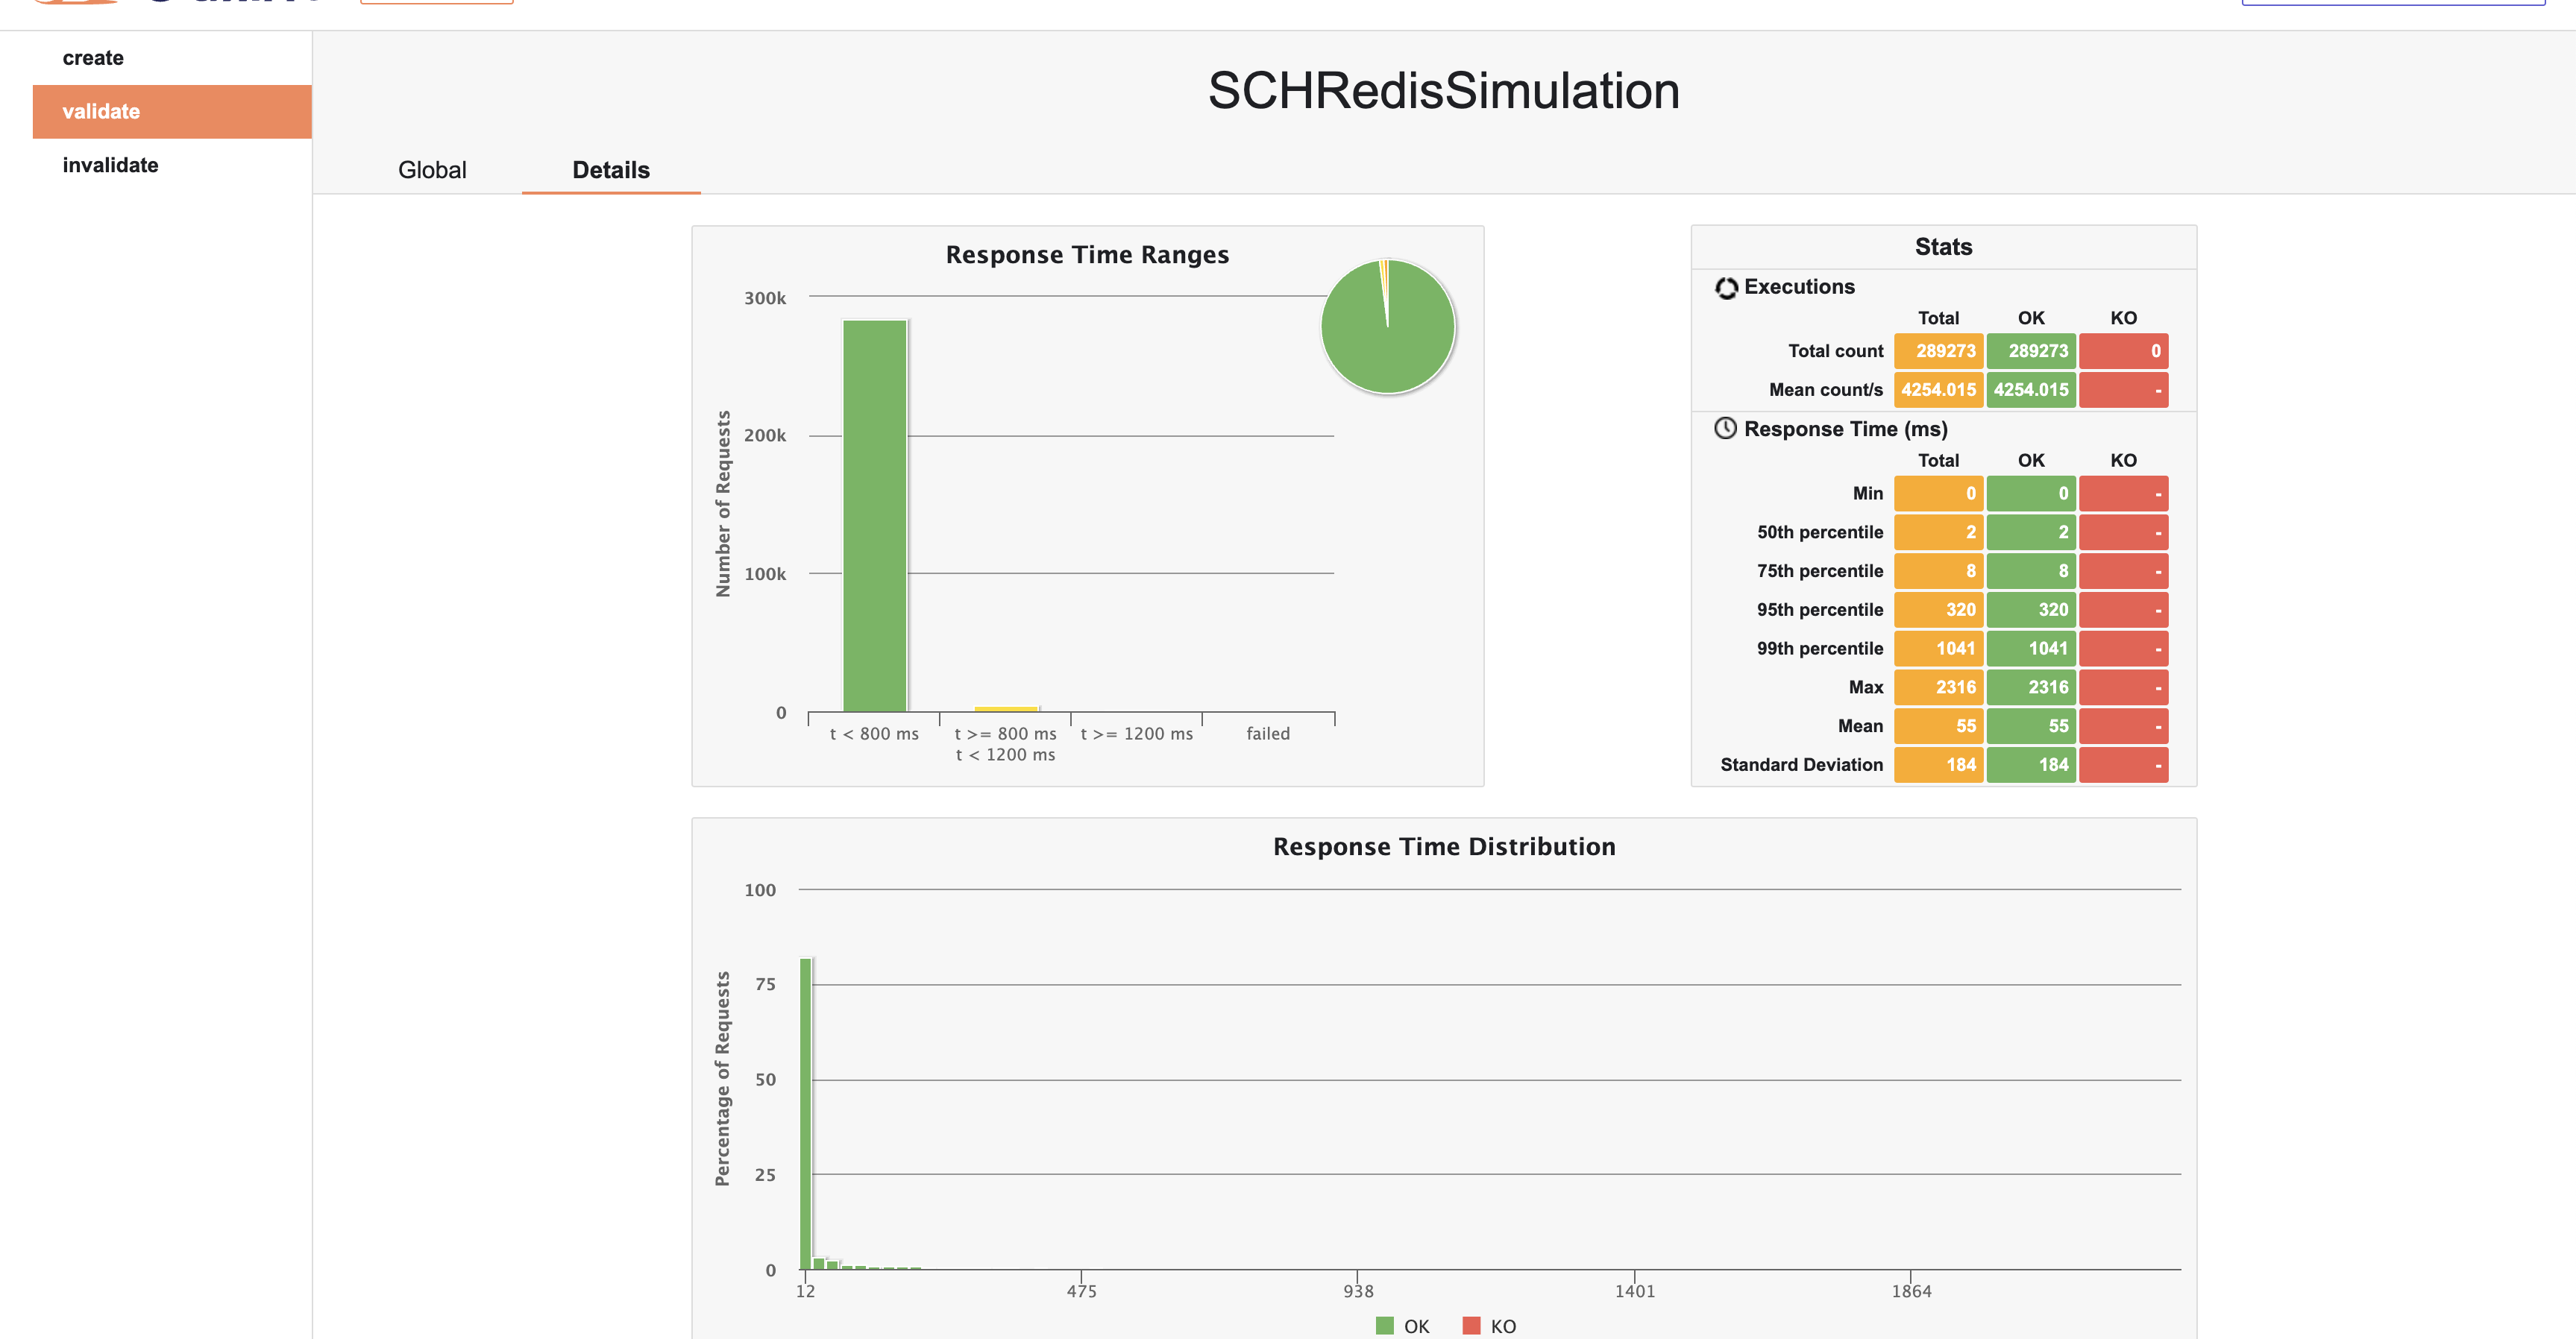 create
validate
invalidate
SCHRedisSimulation
Global Details
Response Time Ranges
Number of Requests
300k
200k
100k
0
t < 800 ms
t >= 800 ms
t < 1200 ms
t >= 1200 ms
failed
Stats
Executions
Total OK KO
Total count 289273 289273 0
Mean count/s 4254.015 4254.015 -
Response Time (ms)
Total OK KO
Min 0 0 -
50th percentile 2 2 -
75th percentile 8 8 -
95th percentile 320 320 -
99th percentile 1041 1041 -
Max 2316 2316 -
Mean 55 55 -
Standard Deviation 184 184 -
Response Time Distribution
Percentage of Requests
100
75
50
25
0
12 475 938 1401 1864
OK KO